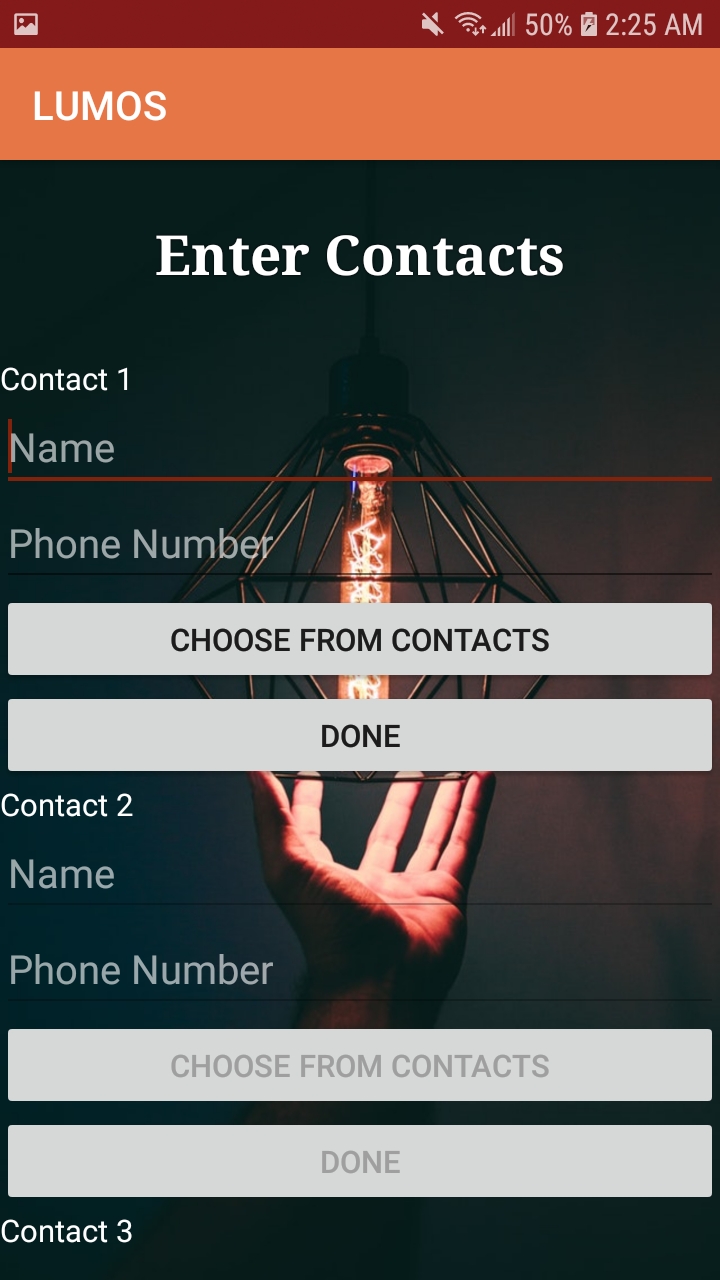 50% 2:25 AM
LUMOS
Enter Contacts
Contact 1
Name
Phone Number
CHOOSE FROM CONTACTS
DONE
Contact 2
Name
Phone Number
CHOOSE FROM CONTACTS
DONE
Contact 3